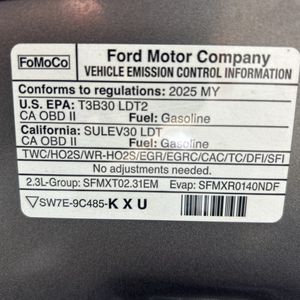 FoMoCo
Ford Motor Company
VEHICLE EMISSION CONTROL INFORMATION
Conforms to regulations: 2025 MY
U.S. EPA: T3B30 LDT2
CA OBD II Fuel: Gasoline
California: SULEV30 LDT
CA OBD II Fuel: Gasoline
TWC/HO2S/WR-HO2S/EGR/EGRC/CAC/TC/DFI/SFI
No adjustments needed.
2.3L-Group: SFMXT02.31EM Evap: SFMXR0140NDF
SW7E-9C485-KXU